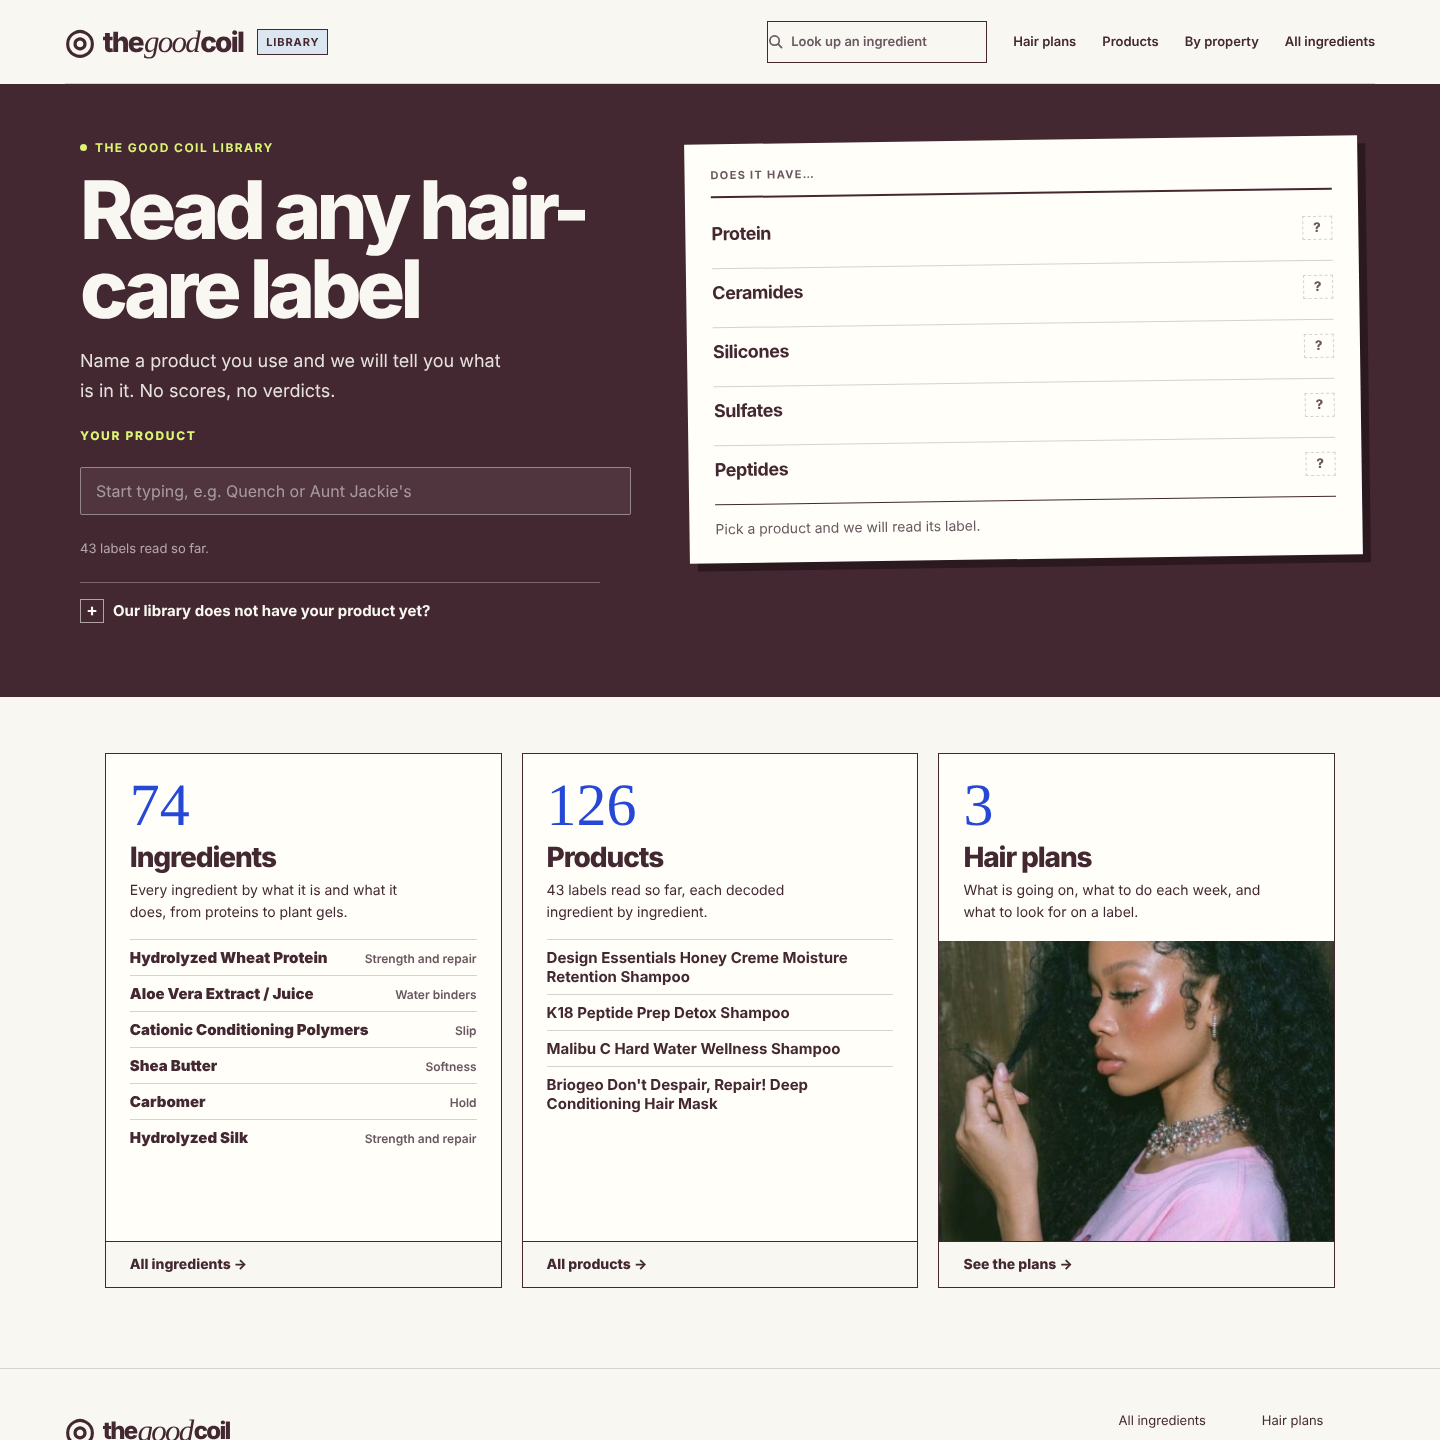 thegoodcoil LIBRARY
Look up an ingredient
Hair plans Products By property All ingredients
THE GOOD COIL LIBRARY
Read any hair-
care label
Name a product you use and we will tell you what
is in it. No scores, no verdicts.
YOUR PRODUCT
Start typing, e.g. Quench or Aunt Jackie's
43 labels read so far.
+ Our library does not have your product yet?
DOES IT HAVE...
Protein ?
Ceramides ?
Silicones ?
Sulfates ?
Peptides ?
Pick a product and we will read its label.
74
Ingredients
Every ingredient by what it is and what it
does, from proteins to plant gels.
Hydrolyzed Wheat Protein Strength and repair
Aloe Vera Extract / Juice Water binders
Cationic Conditioning Polymers Slip
Shea Butter Softness
Carbomer Hold
Hydrolyzed Silk Strength and repair
All ingredients →
126
Products
43 labels read so far, each decoded
ingredient by ingredient.
Design Essentials Honey Creme Moisture
Retention Shampoo
K18 Peptide Prep Detox Shampoo
Malibu C Hard Water Wellness Shampoo
Briogeo Don't Despair, Repair! Deep
Conditioning Hair Mask
All products →
3
Hair plans
What is going on, what to do each week, and
what to look for on a label.
See the plans →
thegoodcoil
All ingredients Hair plans